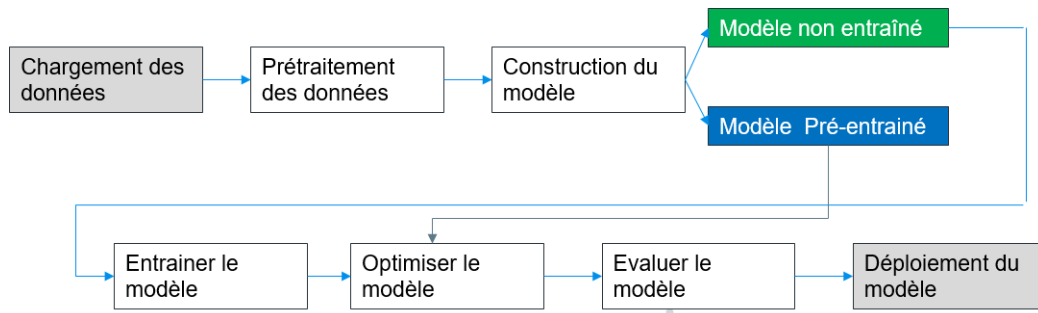 Modèle non entraîné
Chargement des
données
Prétraitement
des données
Construction du
modèle
Modèle  Pré-entrainé
Entrainer le
modèle
Optimiser le
modèle
Evaluer le
modèle
Déploiement du
modèle